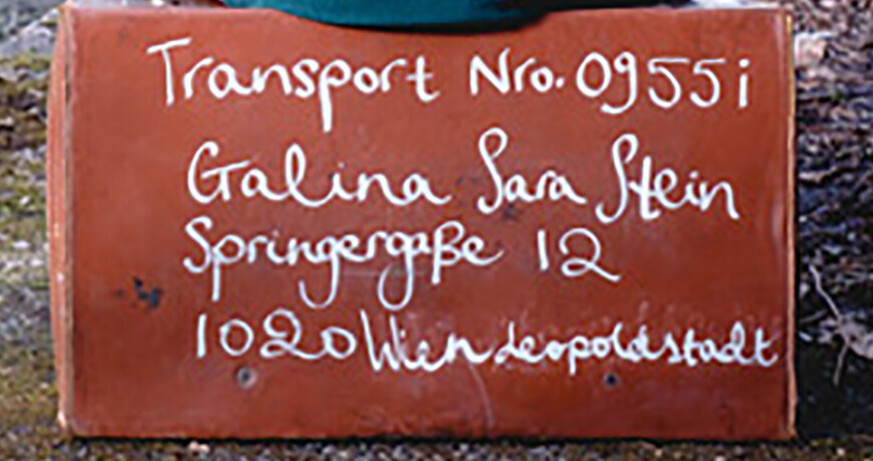 Transport Nro. 0955i
Galina Sara Stein
Springergaße 12
1020 Wien Leopoldstadt